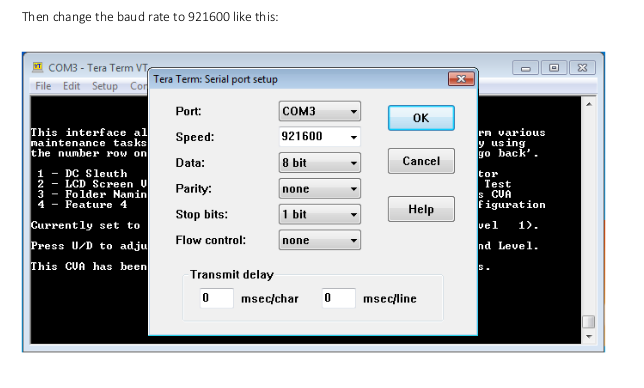 Then change the baud rate to 921600 like this:
COM3 - Tera Term VT
File Edit Setup Con
Tera Term: Serial port setup
Port: COM3 OK
Speed: 921600
Data: 8 bit Cancel
Parity: none
Stop bits: 1 bit Help
Flow control: none
Transmit delay
0 msec/char 0 msec/line
This interface al rm various
maintenance tasks y using
the number row on go back'.
1 - DC Sleuth tor
2 - LCD Screen V Test
3 - Folder Namin s CVA
4 - Feature 4 figuration
Currently set to vel 1).
Press U/D to adju nd Level.
This CVA has been s.